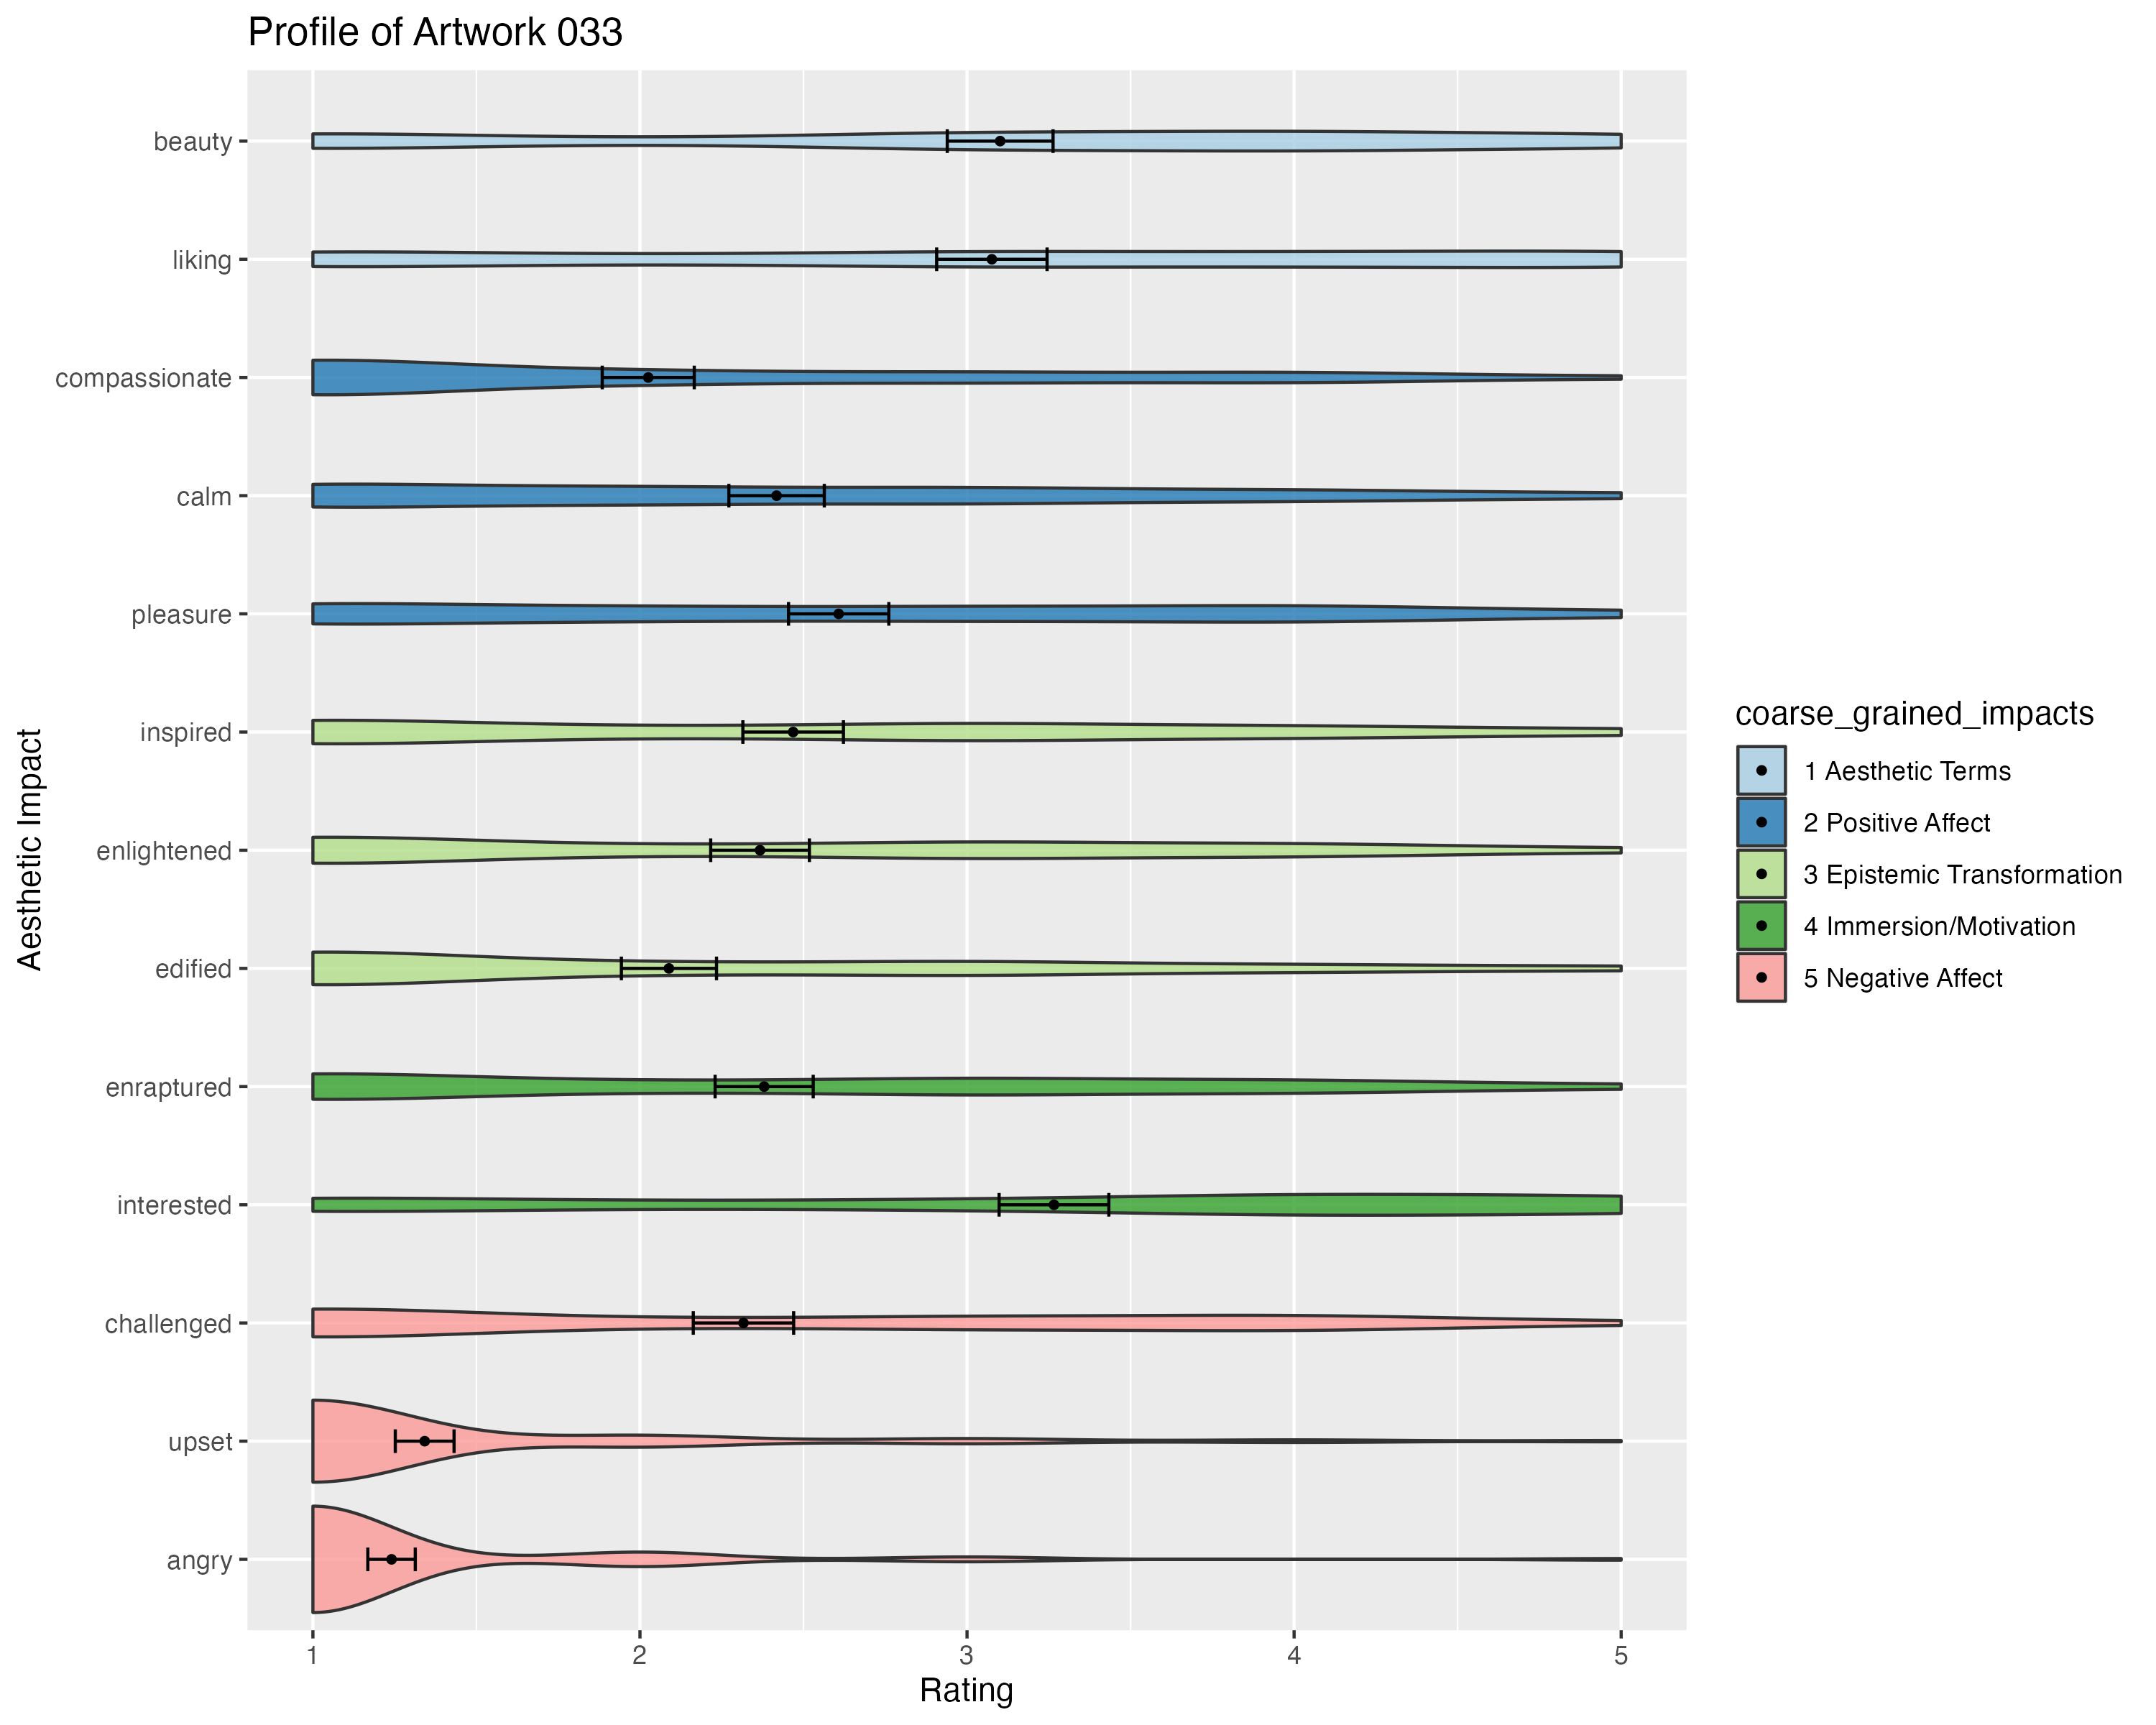 Profile of Artwork 033
beauty
liking
compassionate
calm
pleasure
inspired
enlightened
edified
enraptured
interested
challenged
upset
angry
Aesthetic Impact
1 2 3 4 5
Rating
coarse_grained_impacts
1 Aesthetic Terms
2 Positive Affect
3 Epistemic Transformation
4 Immersion/Motivation
5 Negative Affect